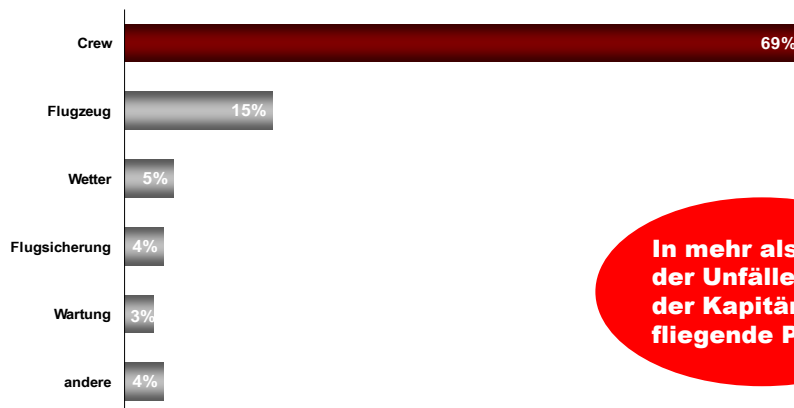 Crew
69%
Flugzeug
15%
Wetter
5%
Flugsicherung
4%
Wartung
3%
andere
4%
In mehr als
der Unfälle
der Kapitän
fliegende P